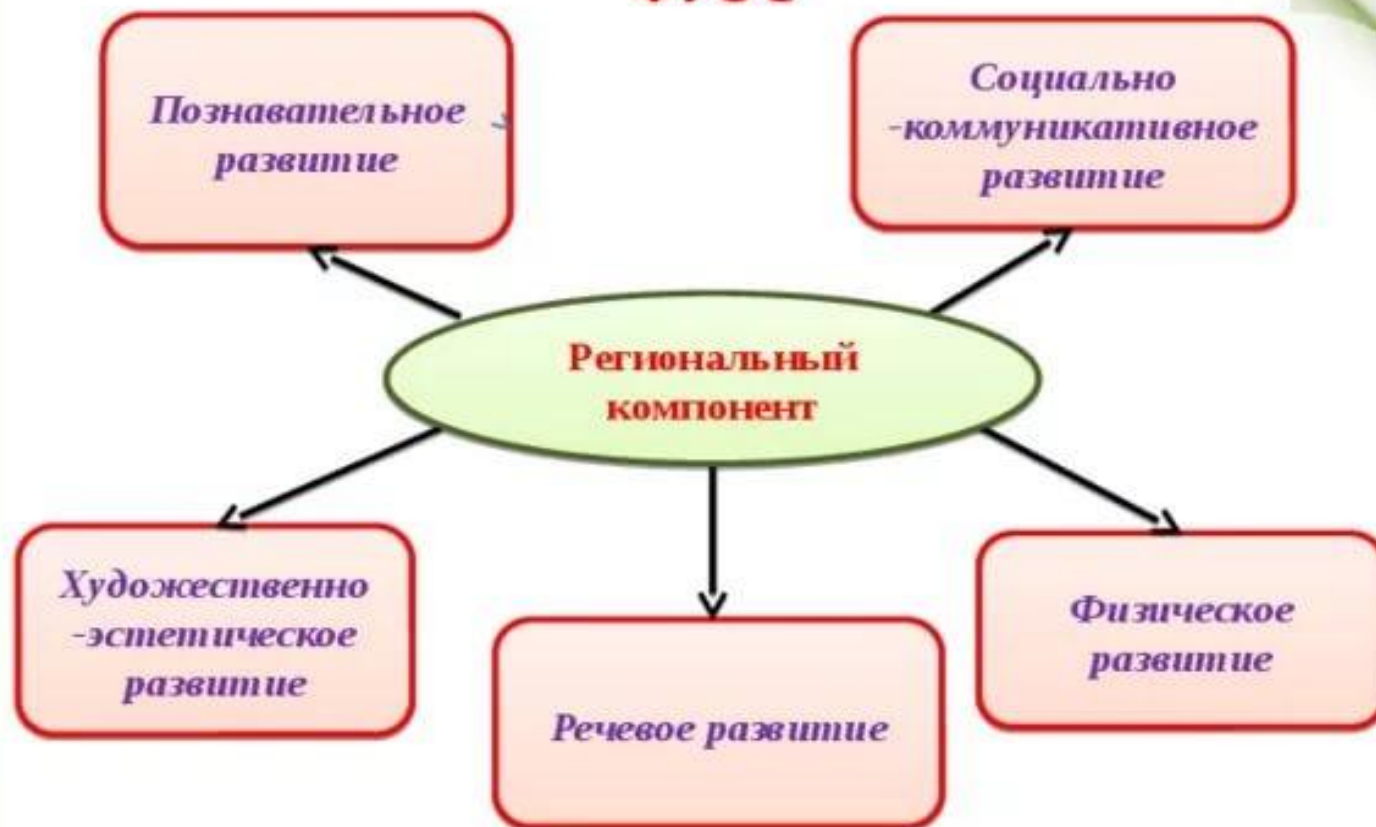 Познавательное
развитие
Социально
-коммуникативное
развитие
Региональный
компонент
Художественно
-эстетическое
развитие
Речевое развитие
Физическое
развитие